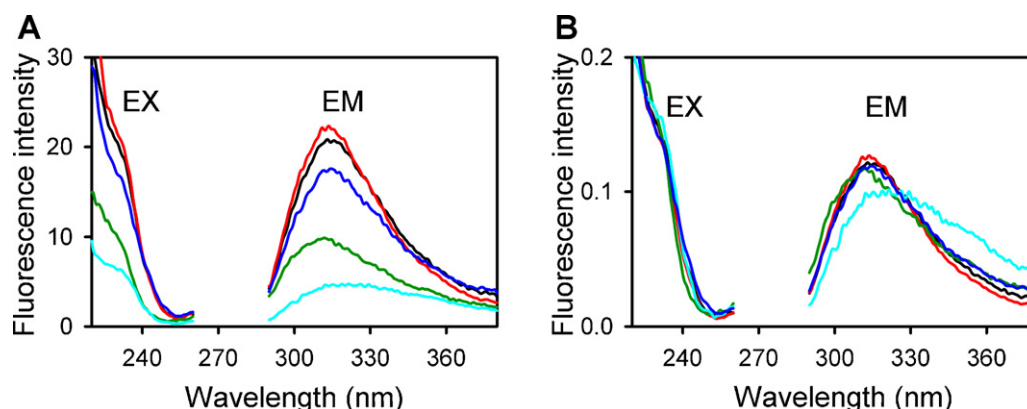 A
Fluorescence intensity
30
20
10
0
EX
EM
240 270 300 330 360
Wavelength (nm)
B
Fluorescence intensity
0.2
0.1
0.0
EX
EM
240 270 300 330 360
Wavelength (nm)